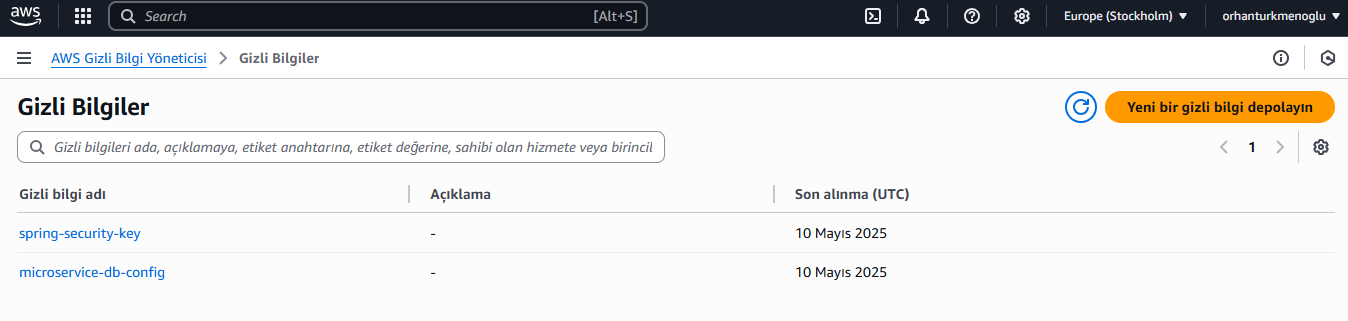 aws Search [Alt+S] Europe (Stockholm) orhanturkmenoglu
AWS Gizli Bilgi Yöneticisi > Gizli Bilgiler
Gizli Bilgiler
Yeni bir gizli bilgi depolayın
Gizli bilgileri ada, açıklamaya, etiket anahtarına, etiket değerine, sahibi olan hizmete veya birincil
1
Gizli bilgi adı Açıklama Son alınma (UTC)
spring-security-key - 10 Mayıs 2025
microservice-db-config - 10 Mayıs 2025